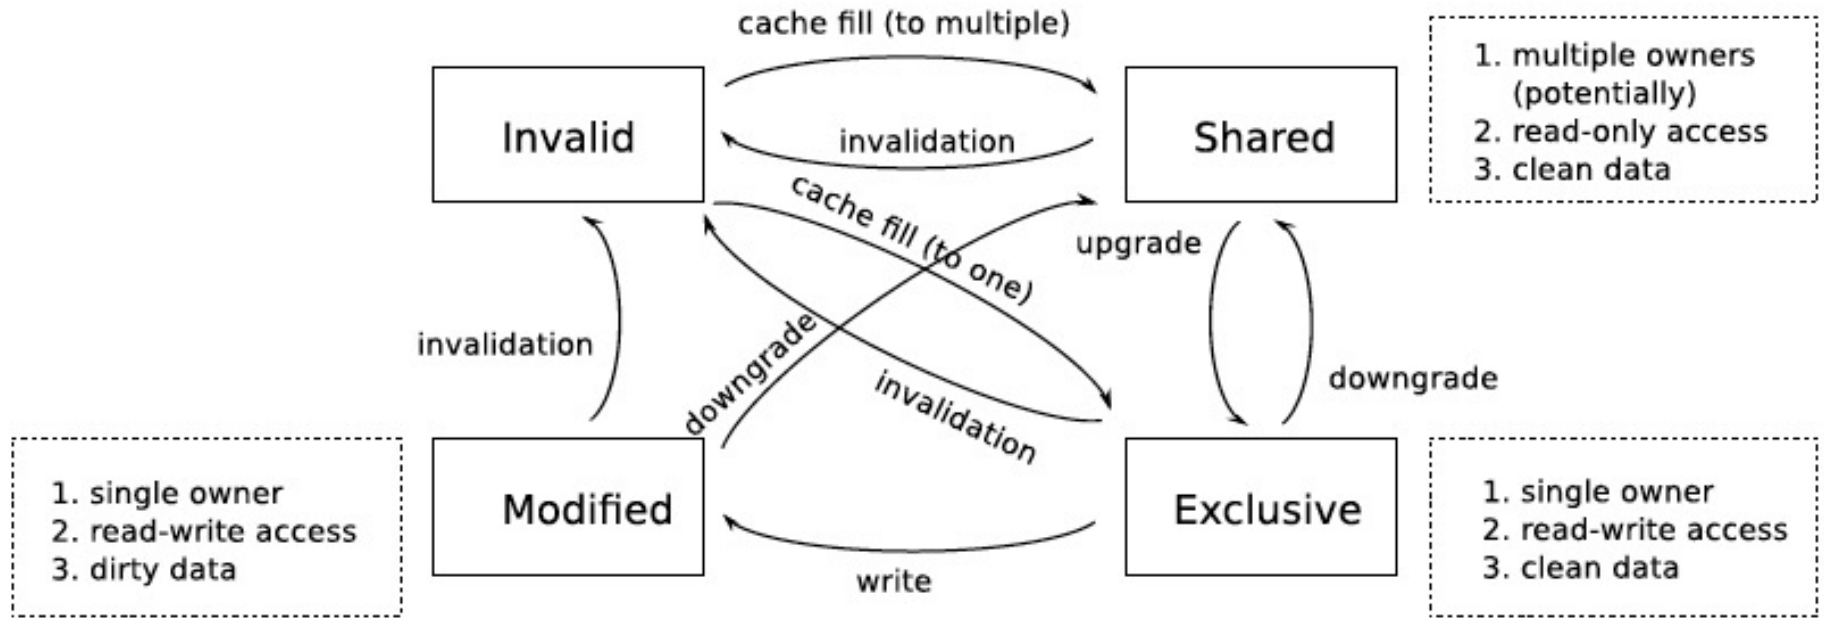 cache fill (to multiple)
Invalid
invalidation
Shared
1. multiple owners
(potentially)
2. read-only access
3. clean data
cache fill (to one)
upgrade
invalidation
downgrade
invalidation
downgrade
1. single owner
2. read-write access
3. dirty data
Modified
write
Exclusive
1. single owner
2. read-write access
3. clean data